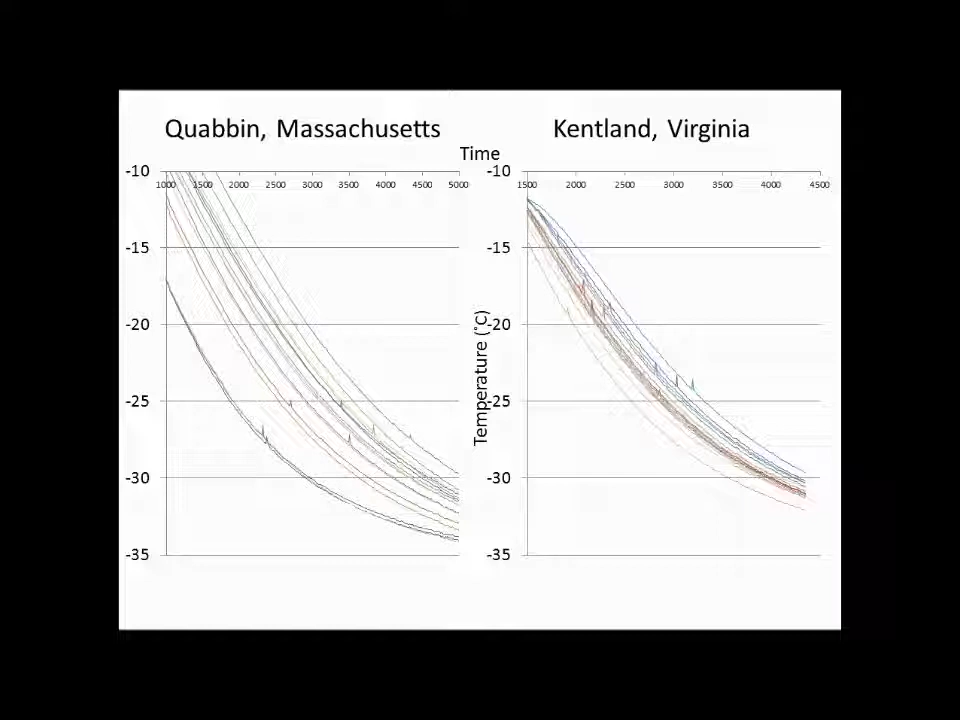 Quabbin, Massachusetts
Kentland, Virginia
Time
-10
1000 1500 2000 2500 3000 3500 4000 4500 5000
-15
-20
-25
-30
-35
Temperature (˚C)
-10
1500 2000 2500 3000 3500 4000 4500
-15
-20
-25
-30
-35